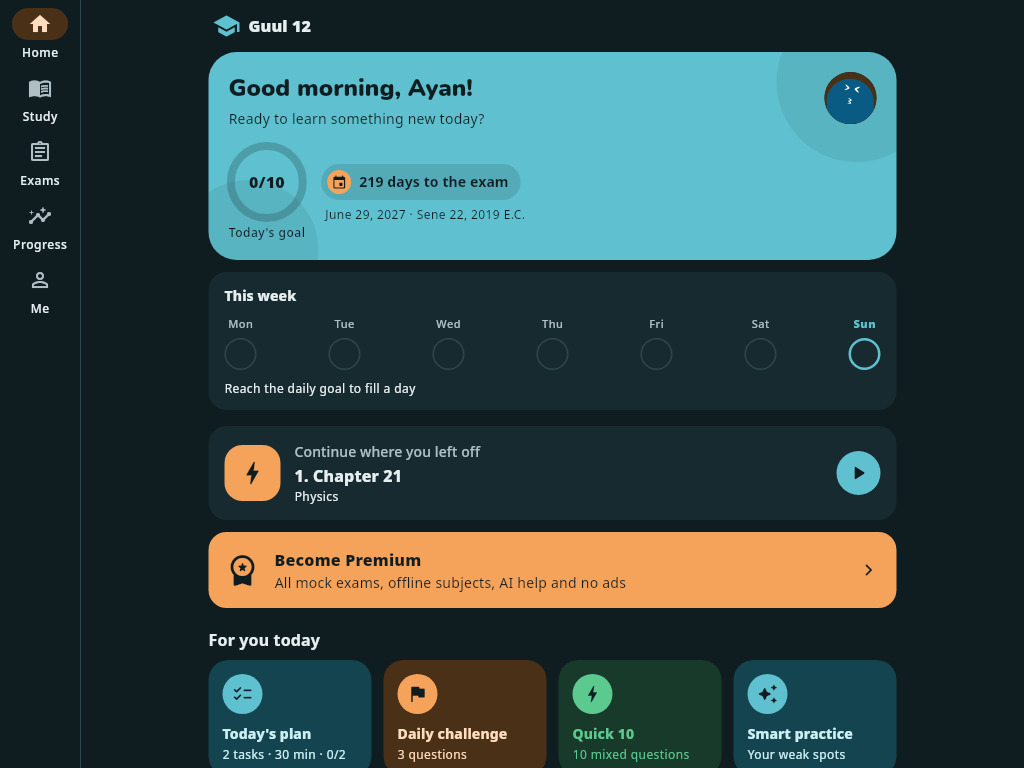 Guul 12
Home
Study
Exams
Progress
Me
Good morning, Ayan!
Ready to learn something new today?
0/10
Today's goal
219 days to the exam
June 29, 2027 · Sene 22, 2019 E.C.
This week
Mon Tue Wed Thu Fri Sat Sun
Reach the daily goal to fill a day
Continue where you left off
1. Chapter 21
Physics
Become Premium
All mock exams, offline subjects, AI help and no ads
For you today
Today's plan
2 tasks · 30 min · 0/2
Daily challenge
3 questions
Quick 10
10 mixed questions
Smart practice
Your weak spots